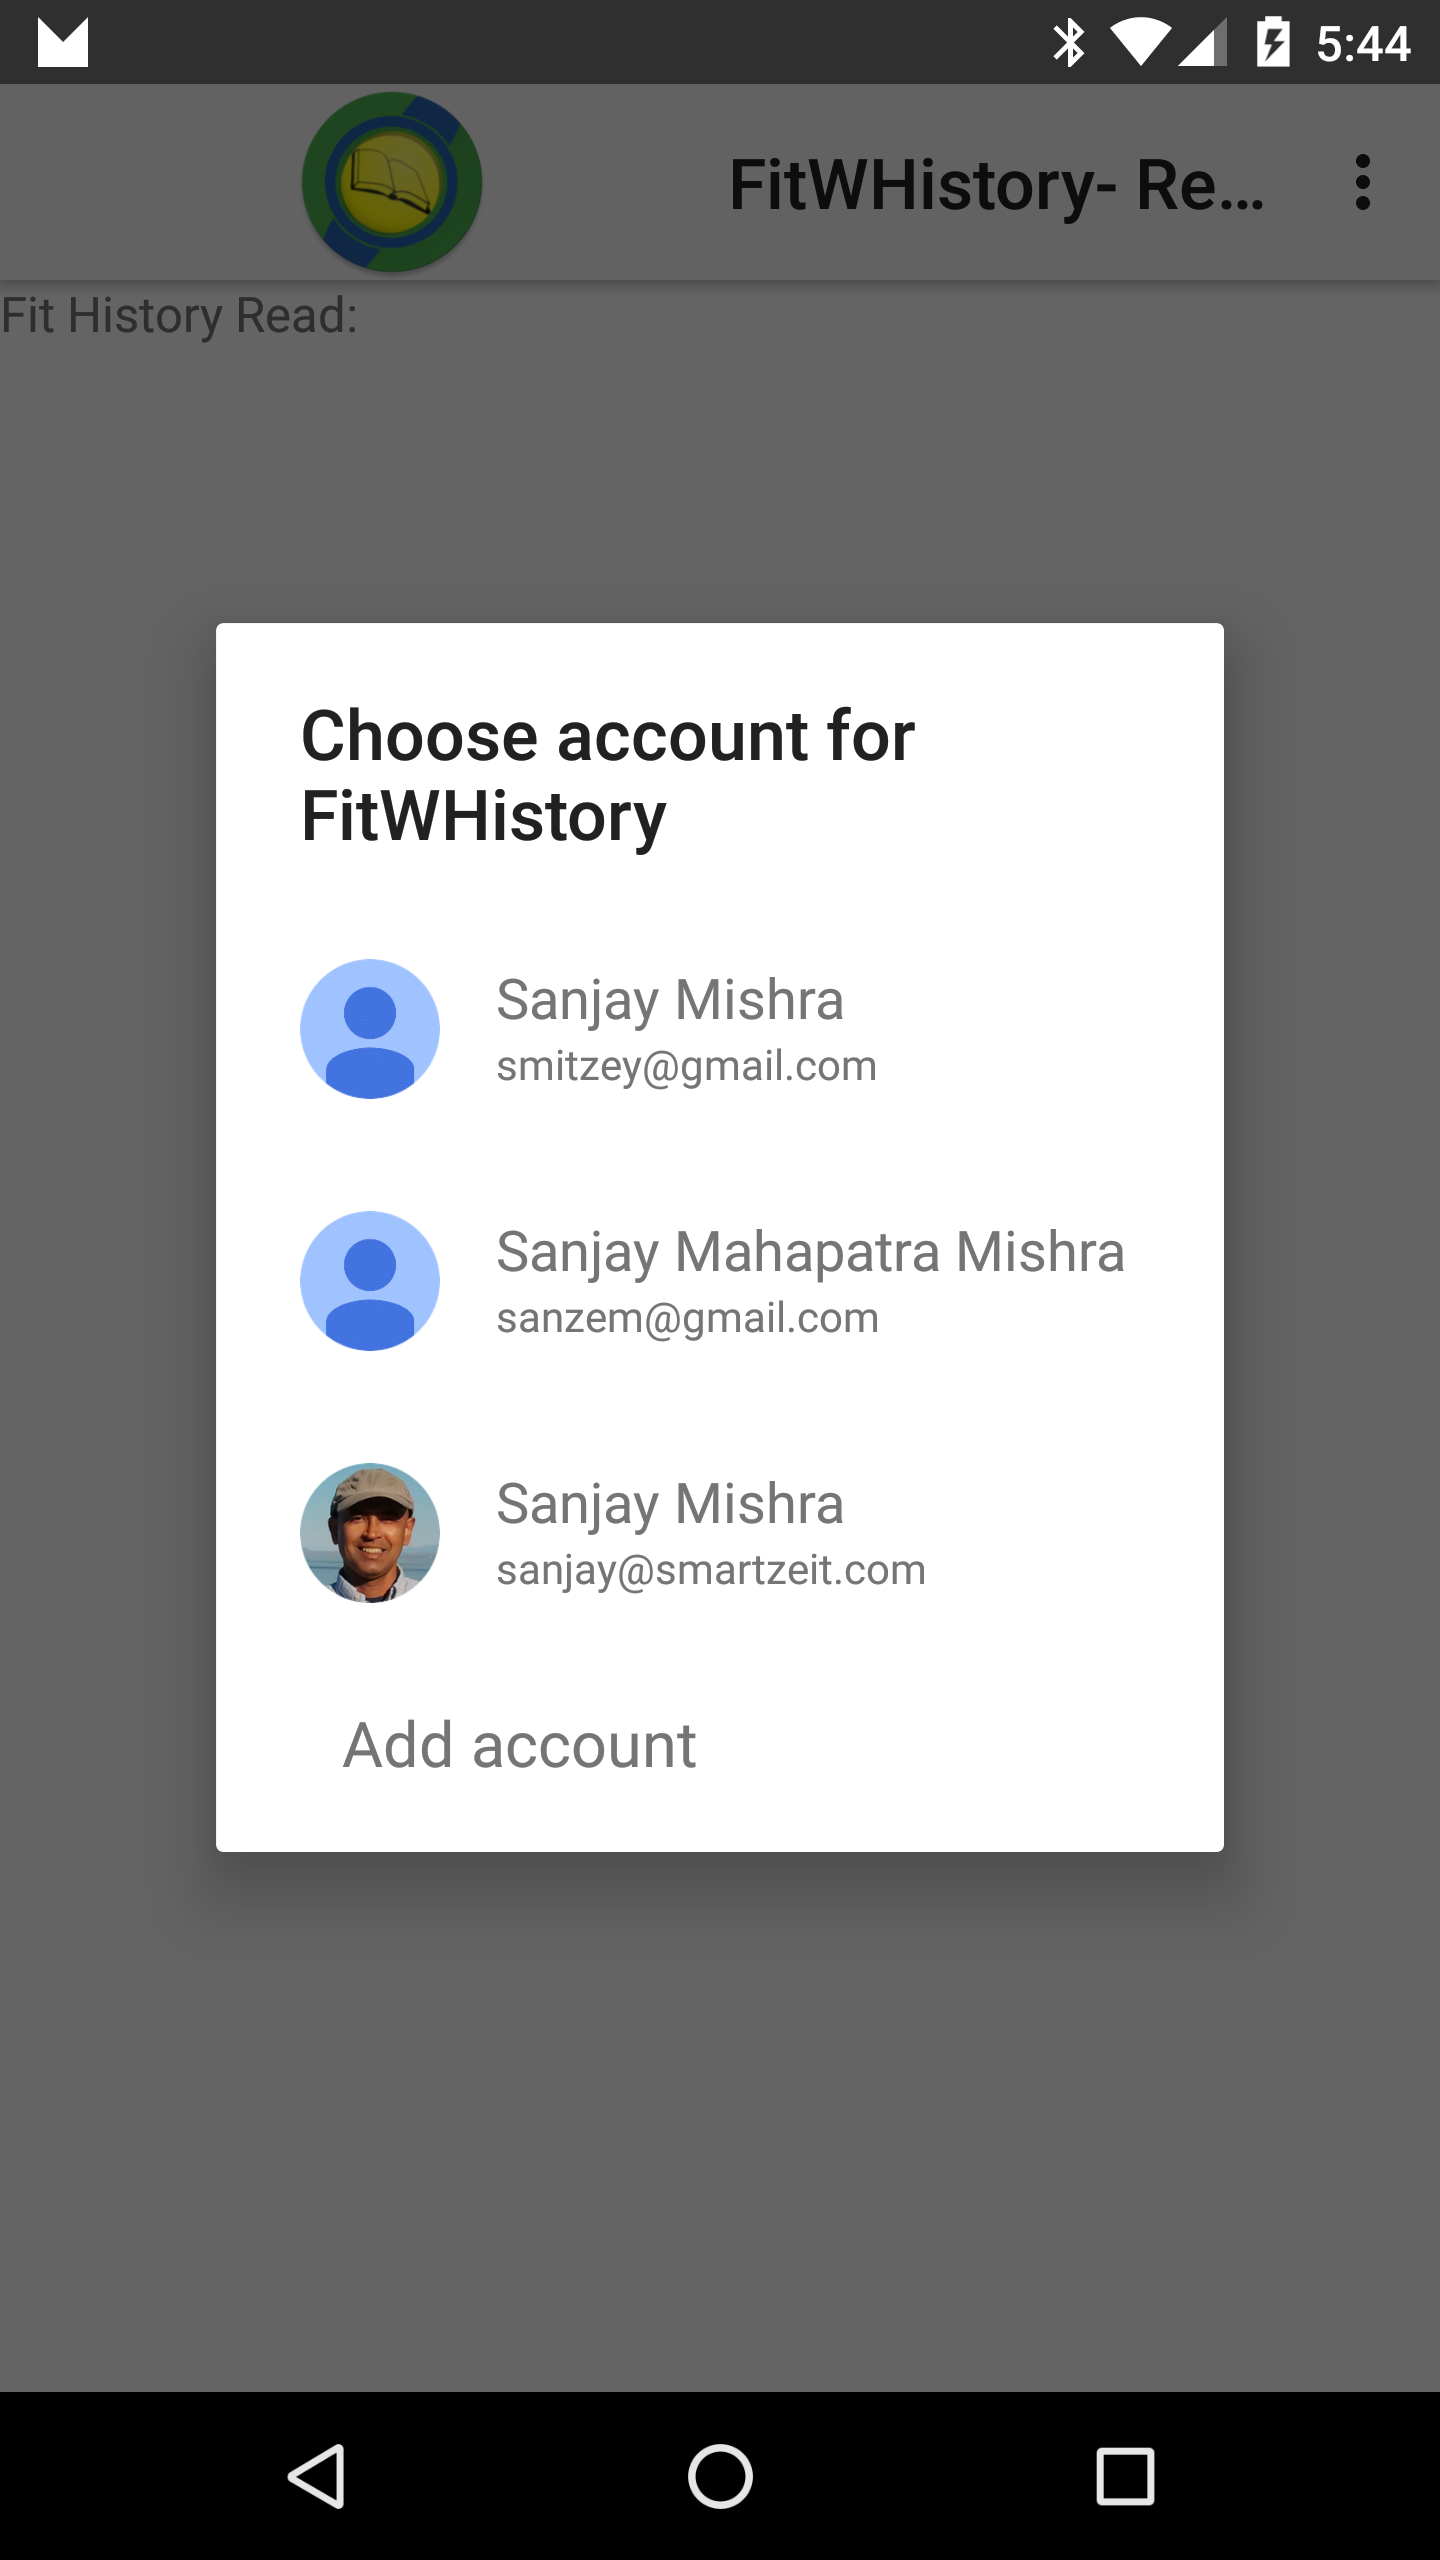 5:44
FitWHistory- Re...
Fit History Read:
Choose account for
FitWHistory
Sanjay Mishra
smitzey@gmail.com
Sanjay Mahapatra Mishra
sanzem@gmail.com
Sanjay Mishra
sanjay@smartzeit.com
Add account